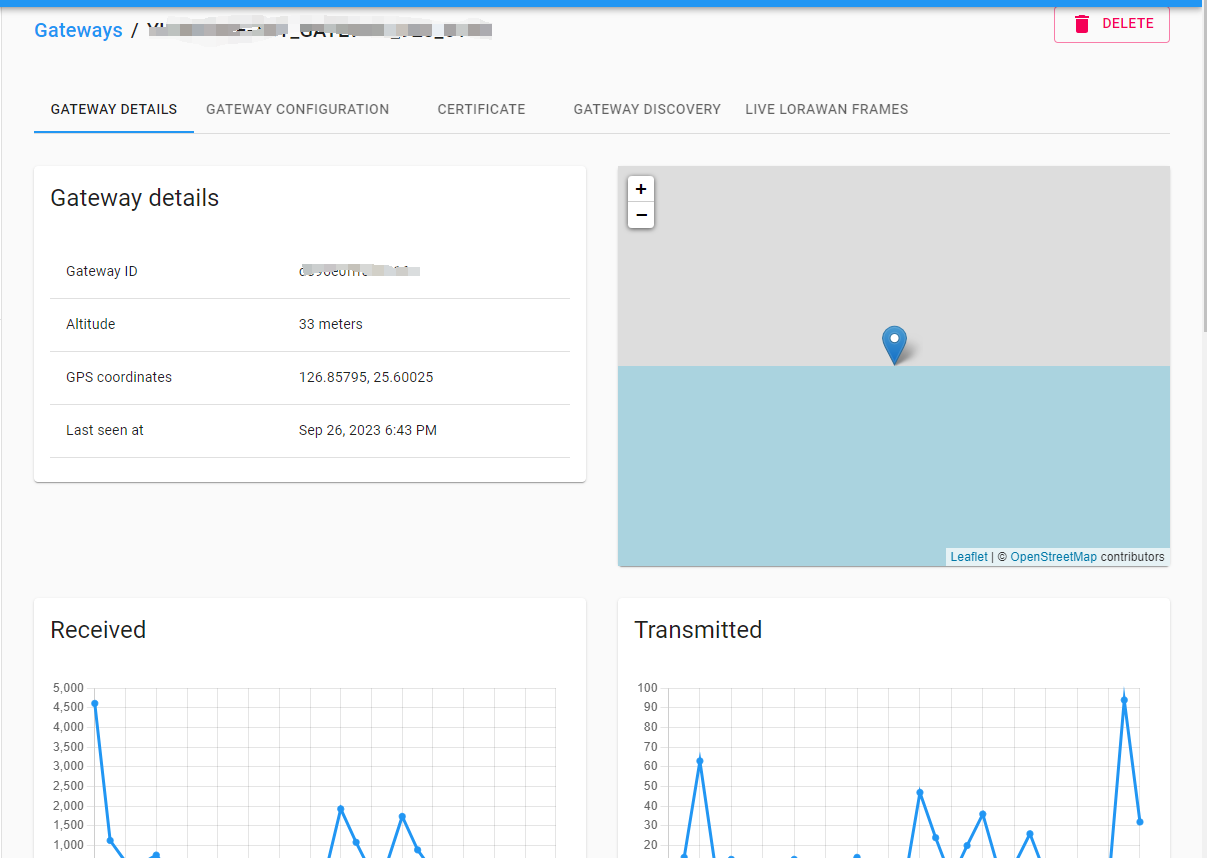 Gateways /
DELETE
GATEWAY DETAILS GATEWAY CONFIGURATION CERTIFICATE GATEWAY DISCOVERY LIVE LORAWAN FRAMES
Gateway details
Gateway ID
Altitude 33 meters
GPS coordinates 126.85795, 25.60025
Last seen at Sep 26, 2023 6:43 PM
+
−
Leaflet | © OpenStreetMap contributors
Received
5,000
4,500
4,000
3,500
3,000
2,500
2,000
1,500
1,000
Transmitted
100
90
80
70
60
50
40
30
20